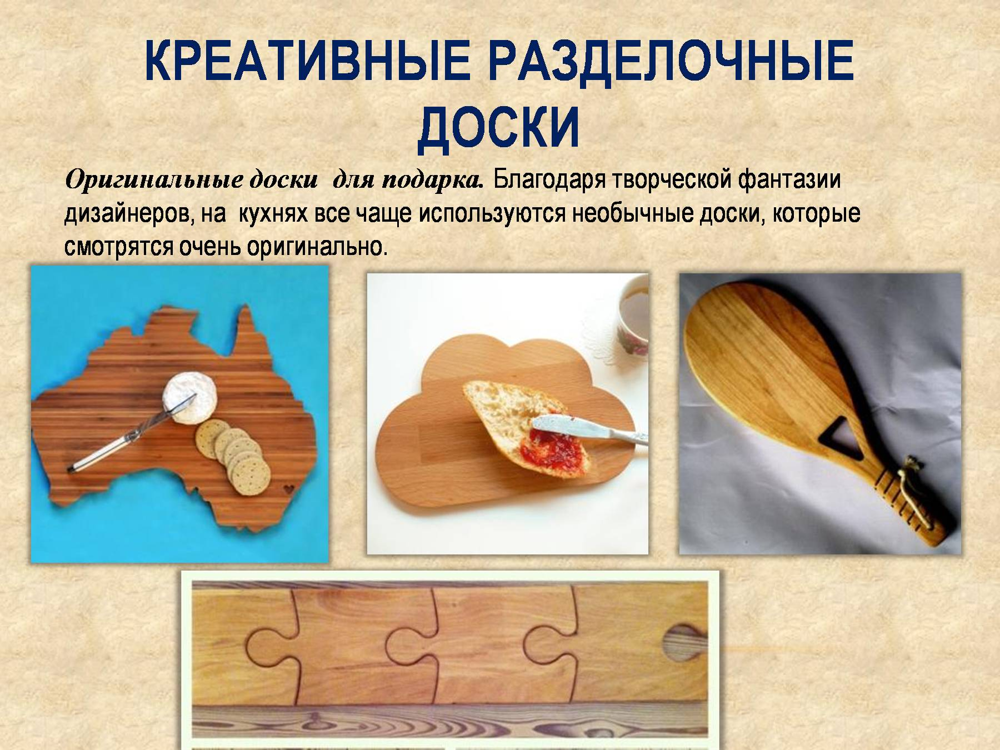 КРЕАТИВНЫЕ РАЗДЕЛОЧНЫЕ
ДОСКИ
Оригинальные доски для подарка. Благодаря творческой фантазии
дизайнеров, на кухнях все чаще используются необычные доски, которые
смотрятся очень оригинально.